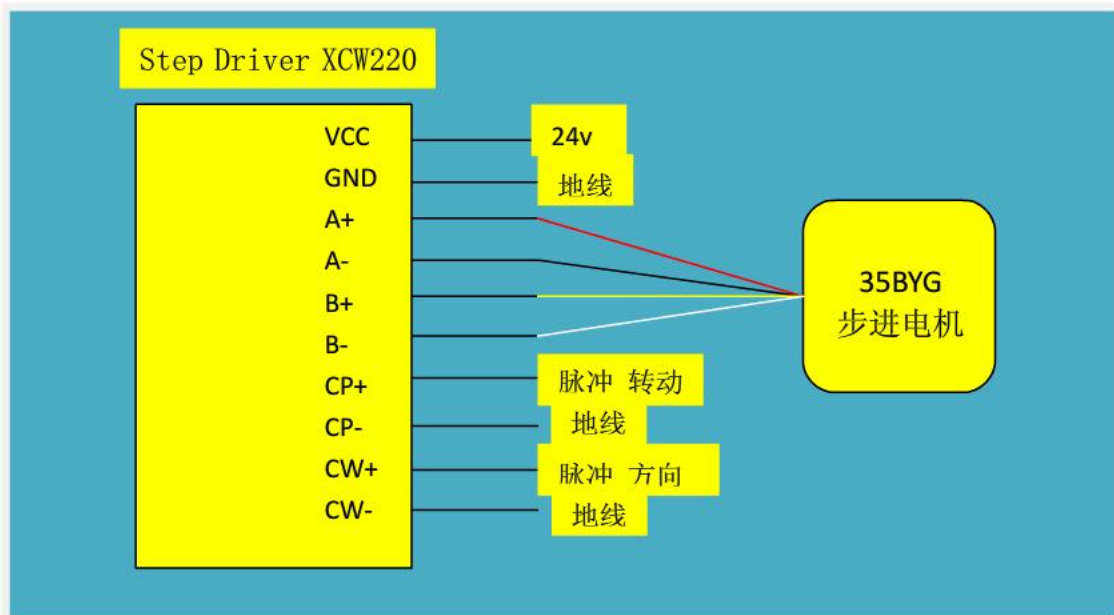 Step Driver XCW220
VCC
24v
GND
地线
A+
A-
B+
B-
35BYG
步进电机
CP+
脉冲 转动
CP-
地线
CW+
脉冲 方向
CW-
地线